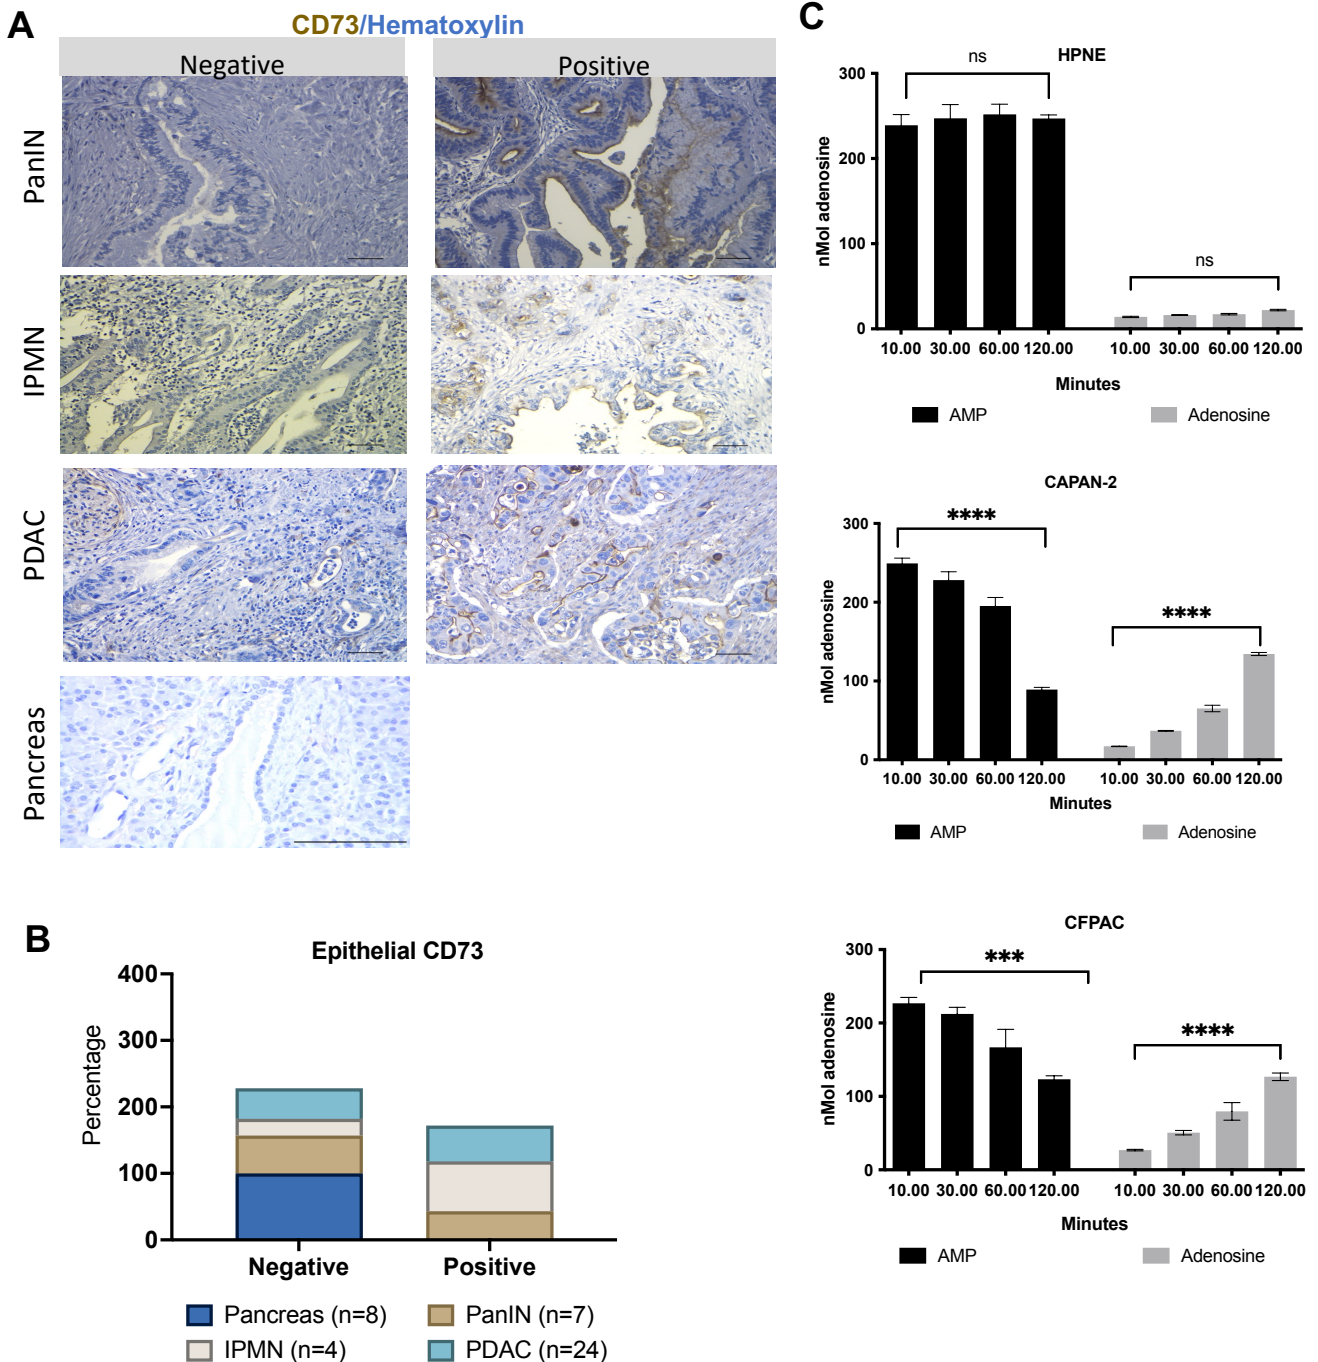 A
CD73/Hematoxylin
Negative
Positive
PanIN
IPMN
PDAC
Pancreas
B
Epithelial CD73
Percentage
400
300
200
100
0
Negative
Positive
Pancreas (n=8)
PanIN (n=7)
IPMN (n=4)
PDAC (n=24)
C
HPNE
ns
ns
nMol adenosine
300
200
100
0
10.00 30.00 60.00 120.00 10.00 30.00 60.00 120.00
Minutes
AMP
Adenosine
CAPAN-2
****
****
nMol adenosine
300
200
100
0
10.00 30.00 60.00 120.00 10.00 30.00 60.00 120.00
Minutes
AMP
Adenosine
CFPAC
***
****
nMol adenosine
300
200
100
0
10.00 30.00 60.00 120.00 10.00 30.00 60.00 120.00
Minutes
AMP
Adenosine